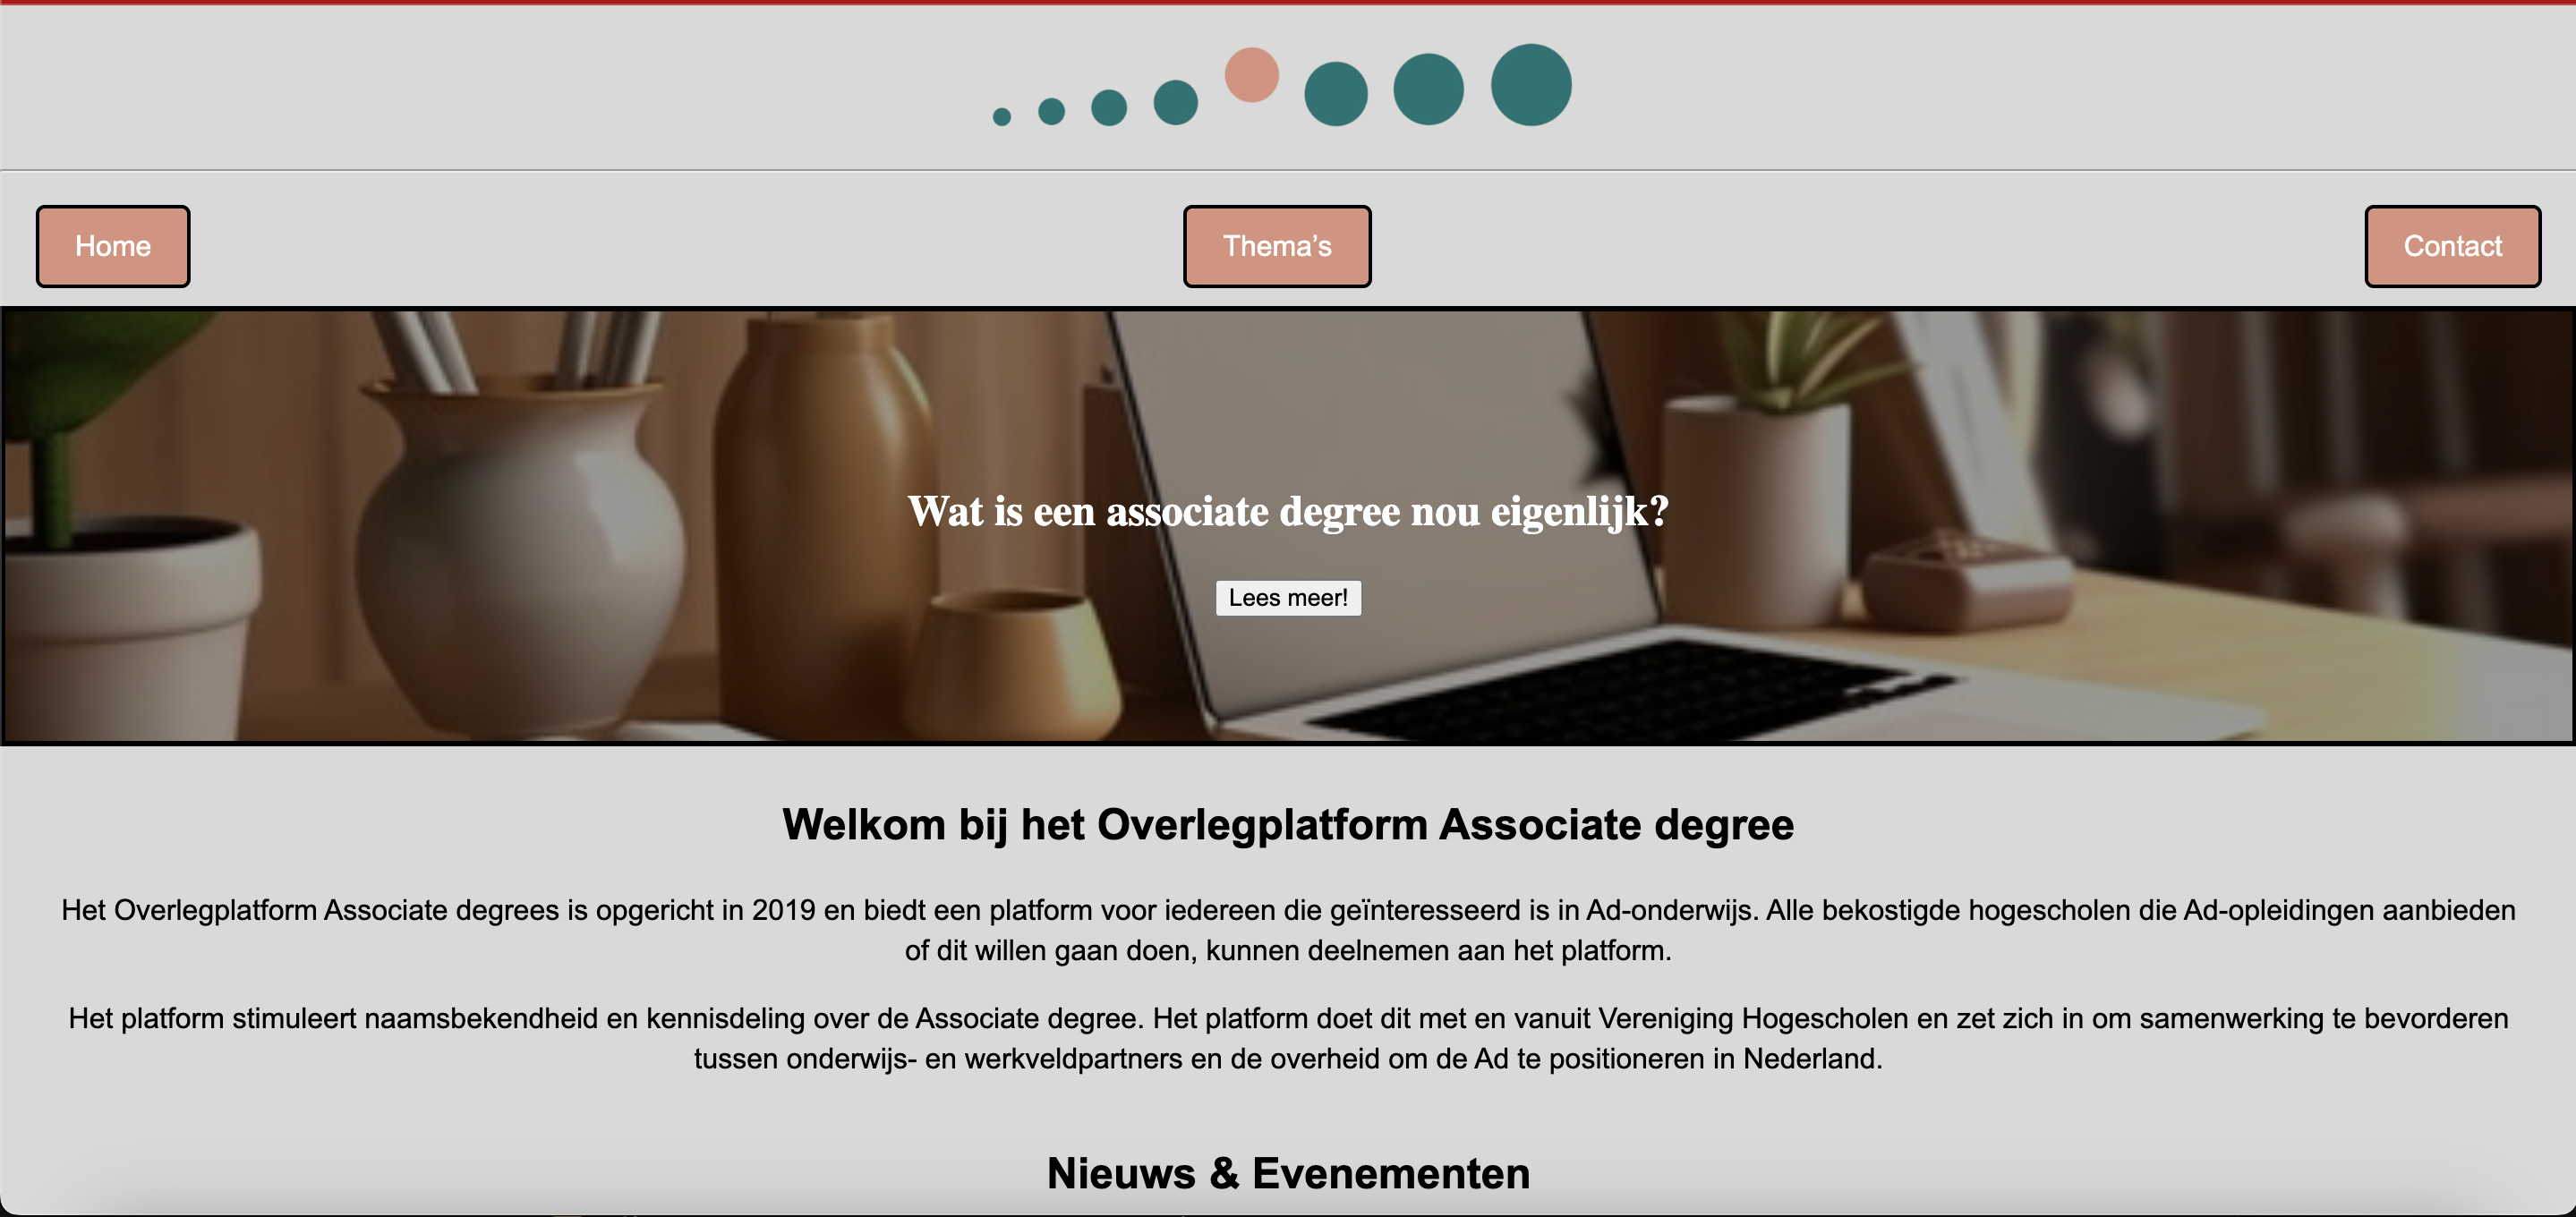 Home
Thema’s
Contact
Wat is een associate degree nou eigenlijk?
Lees meer!
Welkom bij het Overlegplatform Associate degree
Het Overlegplatform Associate degrees is opgericht in 2019 en biedt een platform voor iedereen die geïnteresseerd is in Ad-onderwijs. Alle bekostigde hogescholen die Ad-opleidingen aanbieden
of dit willen gaan doen, kunnen deelnemen aan het platform.
Het platform stimuleert naamsbekendheid en kennisdeling over de Associate degree. Het platform doet dit met en vanuit Vereniging Hogescholen en zet zich in om samenwerking te bevorderen
tussen onderwijs- en werkveldpartners en de overheid om de Ad te positioneren in Nederland.
Nieuws & Evenementen